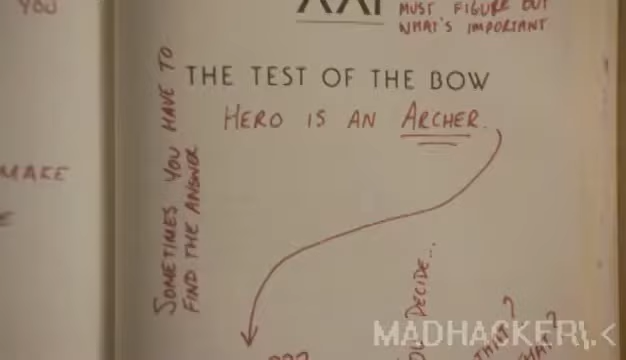 YOU
XXI
MUST FIGURE OUT
WHAT'S IMPORTANT
THE TEST OF THE BOW
HERO IS AN ARCHER
SOMETIMES YOU HAVE TO
FIND THE ANSWER
MAKE
DECIDE...
???
MADHACKER\.<